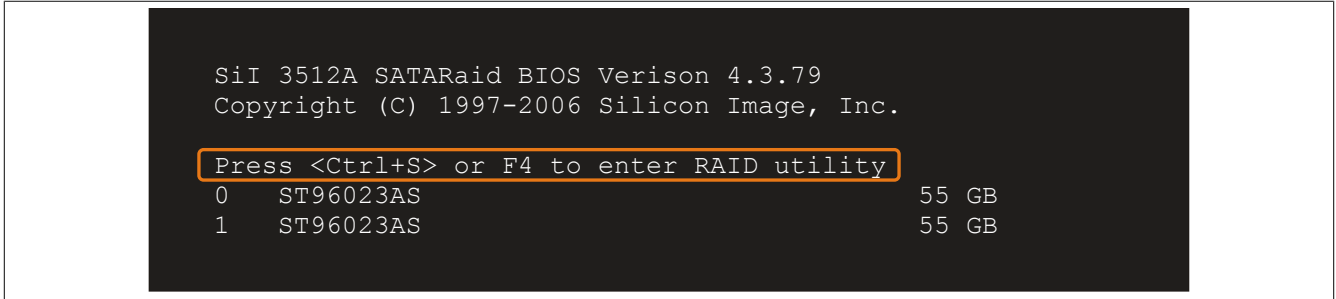 SiI 3512A SATARaid BIOS Verison 4.3.79
Copyright (C) 1997-2006 Silicon Image, Inc.
Press <Ctrl+S> or F4 to enter RAID utility
0 ST96023AS 55 GB
1 ST96023AS 55 GB